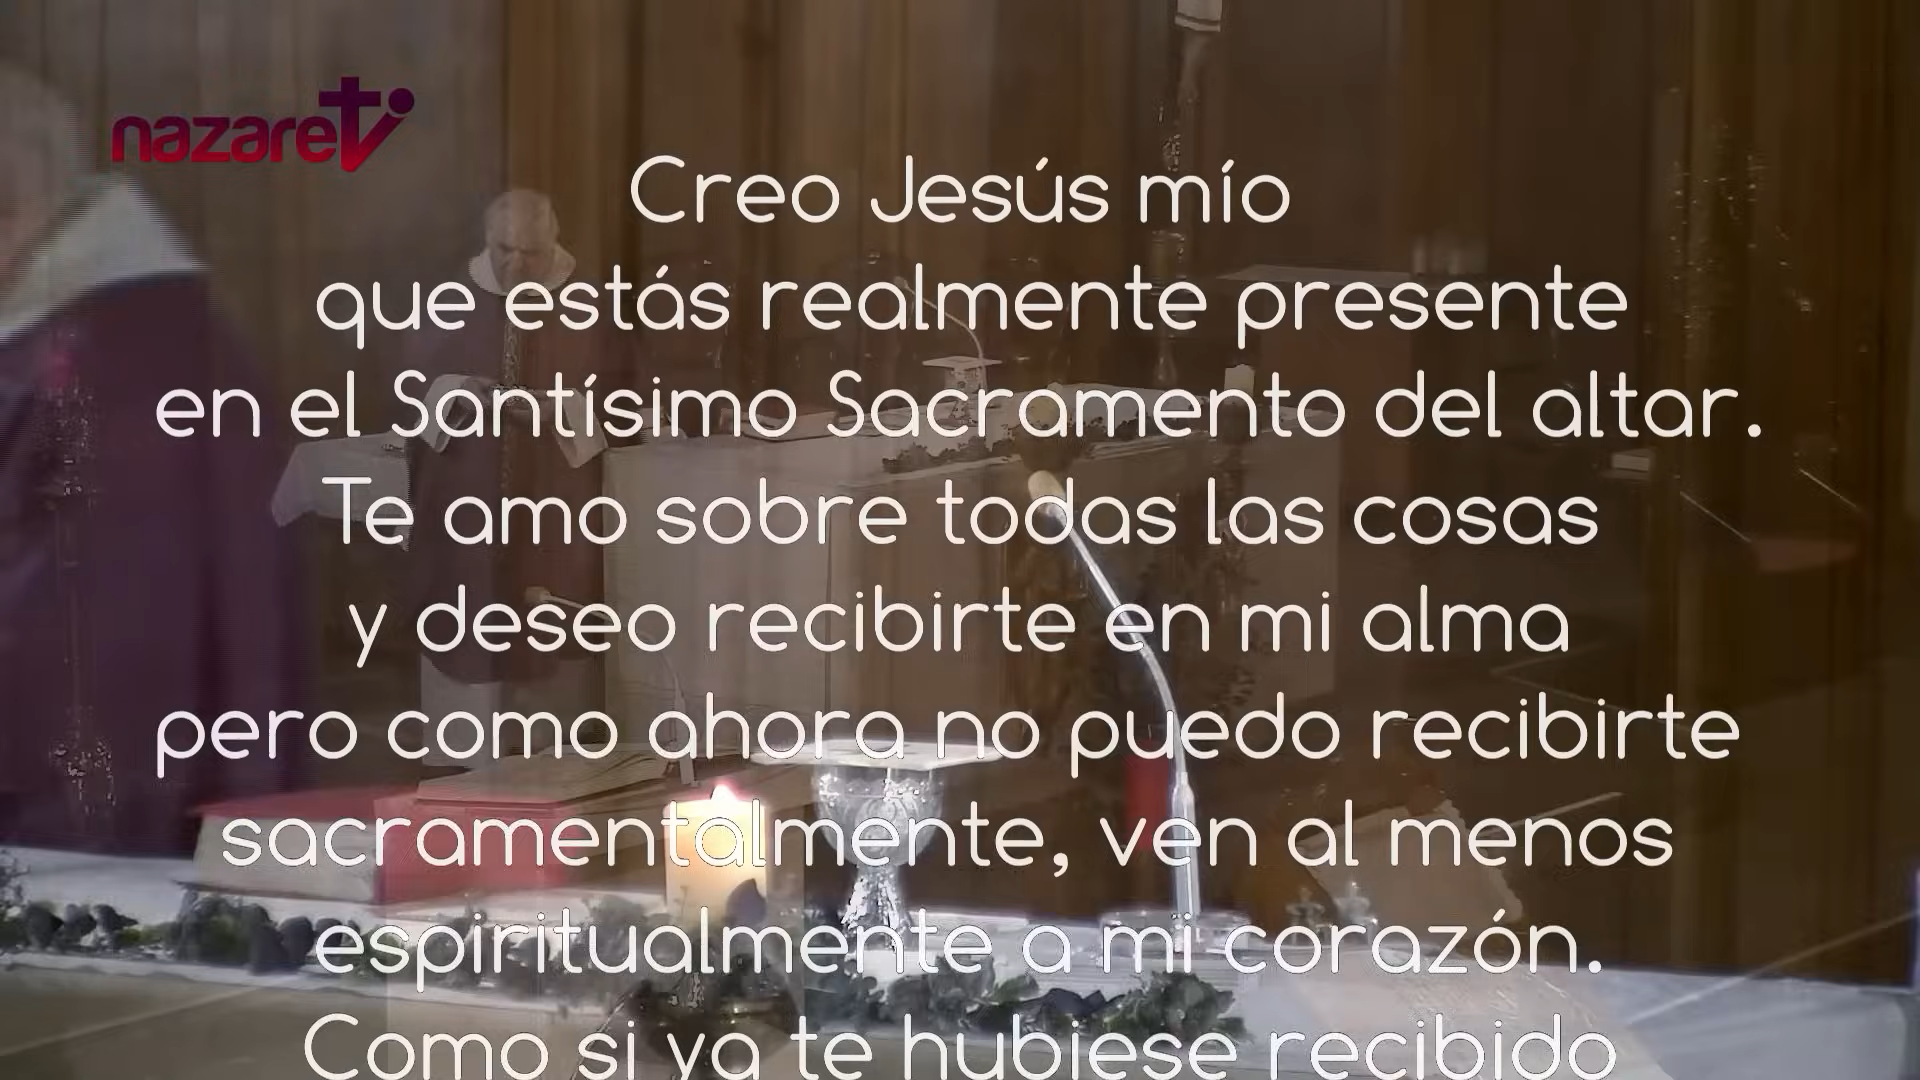 nazaretv
Creo Jesús mío
que estás realmente presente
en el Santísimo Sacramento del altar.
Te amo sobre todas las cosas
y deseo recibirte en mi alma
pero como ahora no puedo recibirte
sacramentalmente, ven al menos
espiritualmente a mi corazón.
Como si ya te hubiese recibido